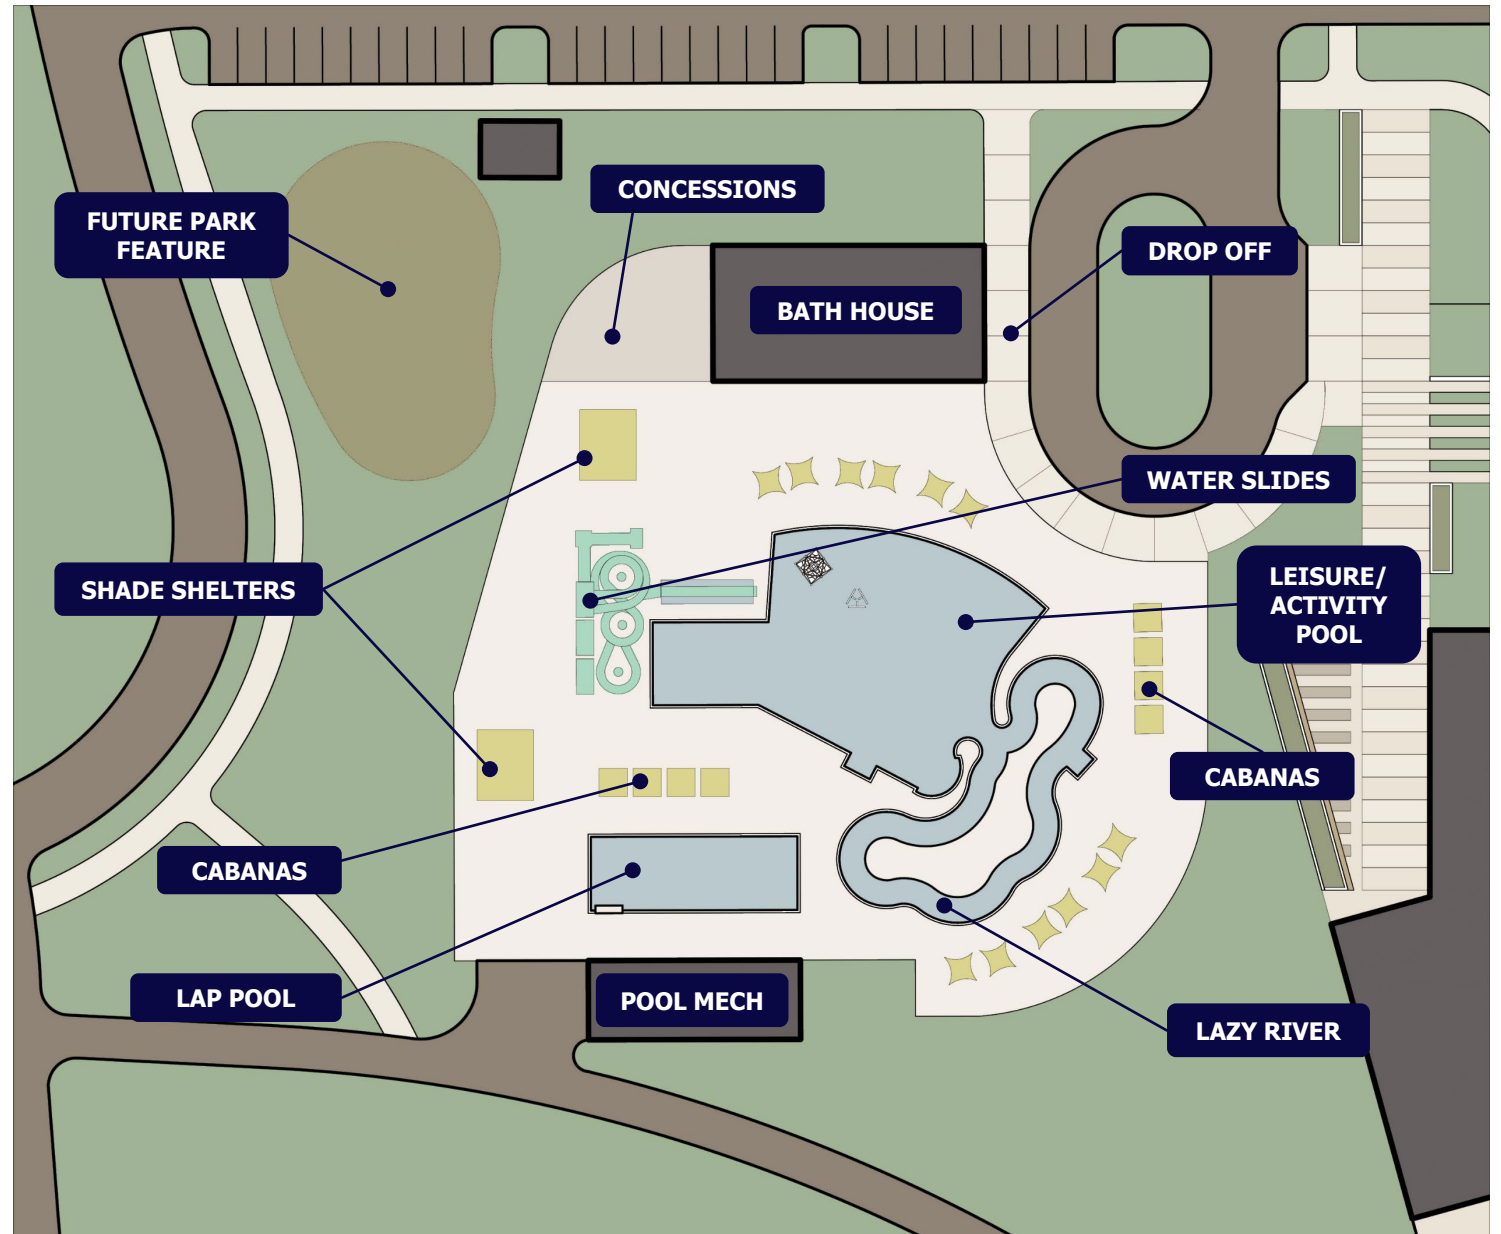 CONCESSIONS
FUTURE PARK
FEATURE
DROP OFF
BATH HOUSE
WATER SLIDES
SHADE SHELTERS
LEISURE/
ACTIVITY
POOL
CABANAS
CABANAS
LAP POOL
POOL MECH
LAZY RIVER